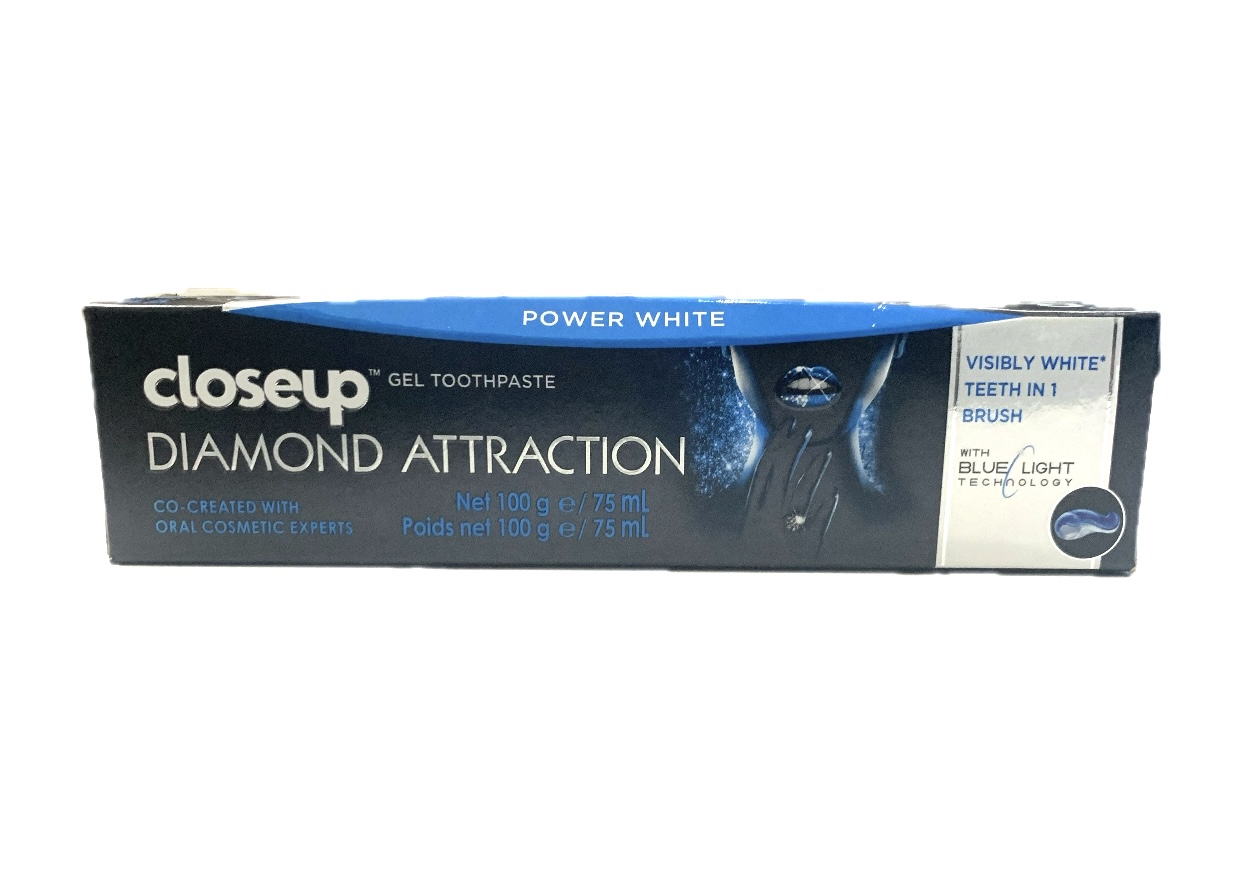 POWER WHITE
closeup™ GEL TOOTHPASTE
DIAMOND ATTRACTION
CO-CREATED WITH
ORAL COSMETIC EXPERTS
Net 100 g ℮/ 75 mL
Poids net 100 g ℮/ 75 mL
VISIBLY WHITE*
TEETH IN 1
BRUSH
WITH
BLUE LIGHT
TECHNOLOGY